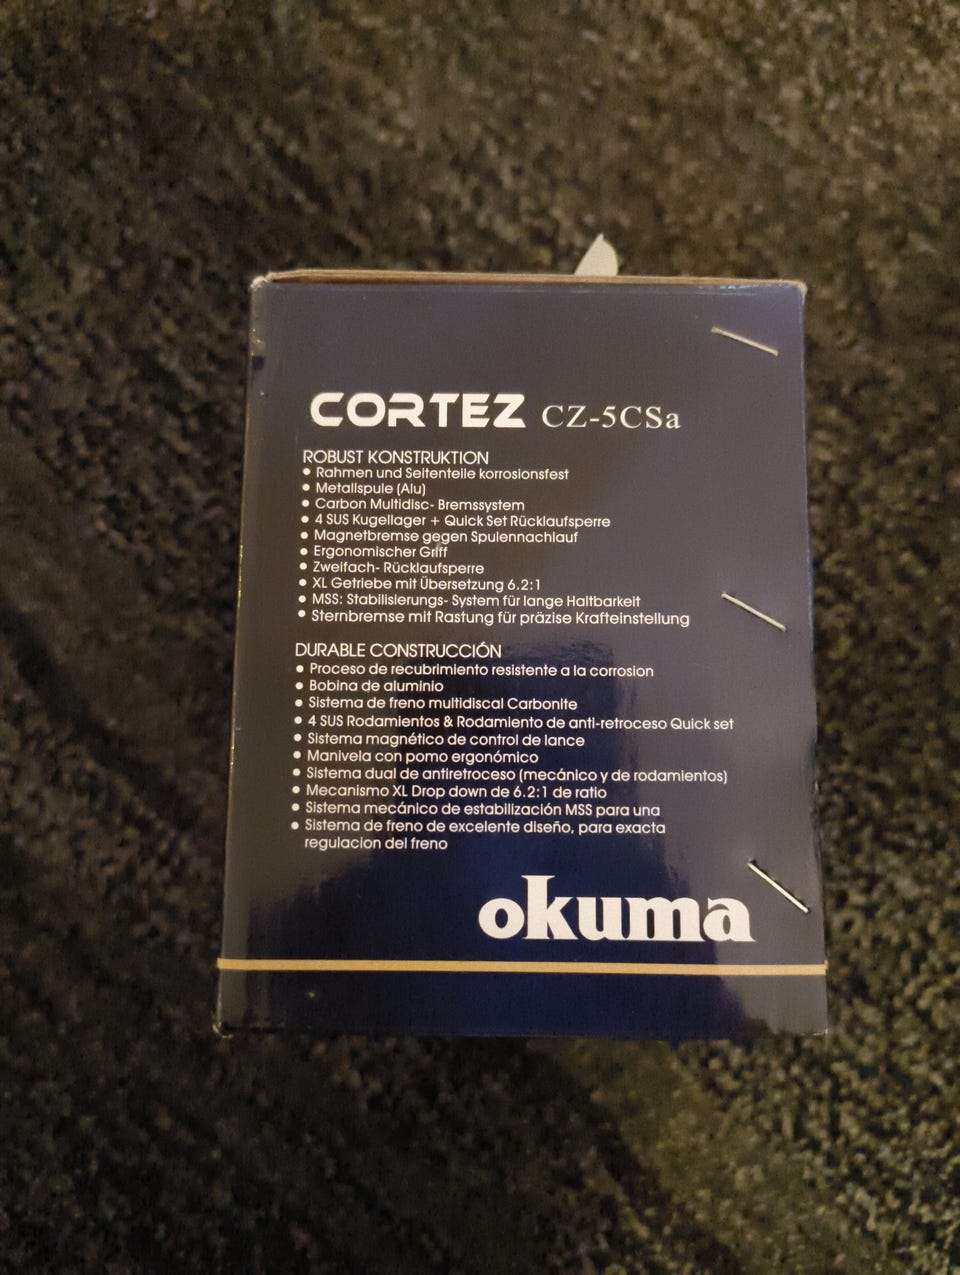 CORTEZ CZ-5CSa
ROBUST KONSTRUKTION
• Rahmen und Seitenteile korrosionsfest
• Metallspule (Alu)
• Carbon Multidisc- Bremssystem
• 4 SUS Kugellager + Quick Set Rücklaufsperre
• Magnetbremse gegen Spulennachlauf
• Ergonomischer Griff
• Zweifach- Rücklaufsperre
• XL Getriebe mit Übersetzung 6.2:1
• MSS: Stabilisierungs- System für lange Haltbarkeit
• Sternbremse mit Rastung für präzise Krafteinstellung
DURABLE CONSTRUCCIÓN
• Proceso de recubrimiento resistente a la corrosion
• Bobina de aluminio
• Sistema de freno multidiscal Carbonite
• 4 SUS Rodamientos & Rodamiento de anti-retroceso Quick set
• Sistema magnético de control de lance
• Manivela con pomo ergonómico
• Sistema dual de antiretroceso (mecánico y de rodamientos)
• Mecanismo XL Drop down de 6.2:1 de ratio
• Sistema mecánico de estabilización MSS para una
• Sistema de freno de excelente diseño, para exacta
regulacion del freno
okuma